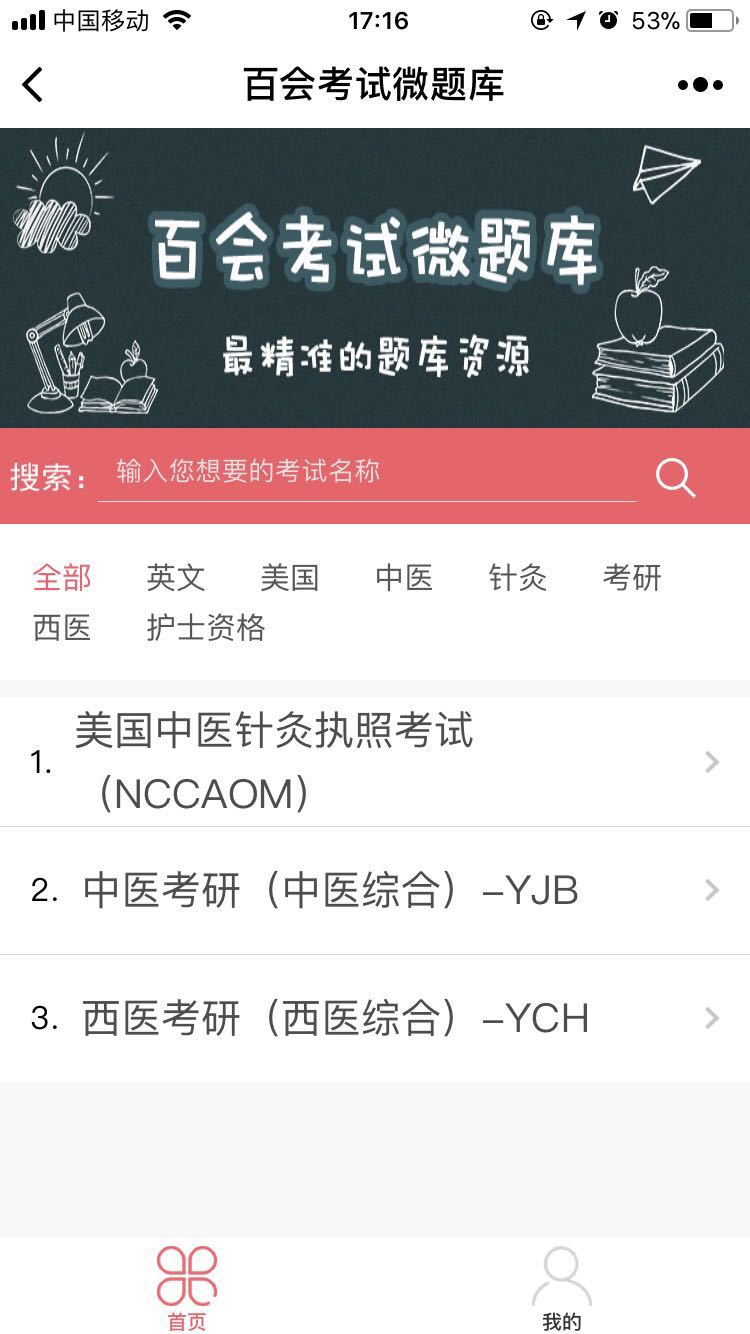 中国移动 17:16 53%
百会考试微题库
百会考试微题库
最精准的题库资源
搜索： 输入您想要的考试名称
全部 英文 美国 中医 针灸 考研
西医 护士资格
1. 美国中医针灸执照考试
（NCCAOM）
2. 中医考研（中医综合）-YJB
3. 西医考研（西医综合）-YCH
首页 我的